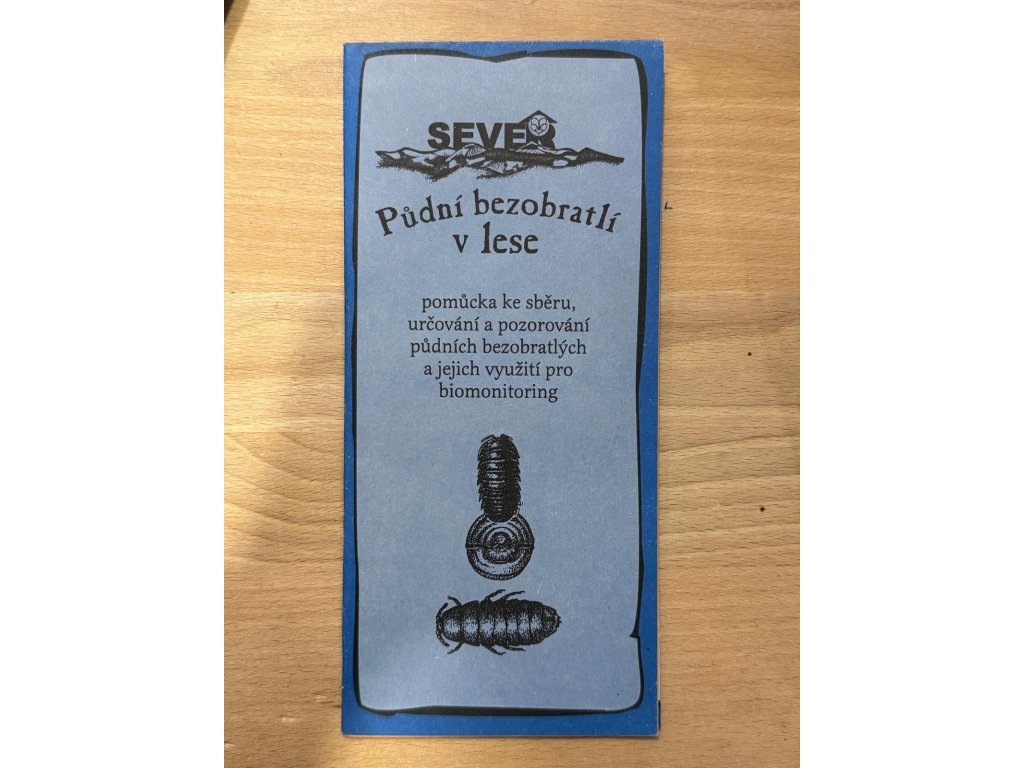 SEVER
Půdní bezobratlí
v lese
pomůcka ke sběru,
určování a pozorování
půdních bezobratlých
a jejich využití pro
biomonitoring